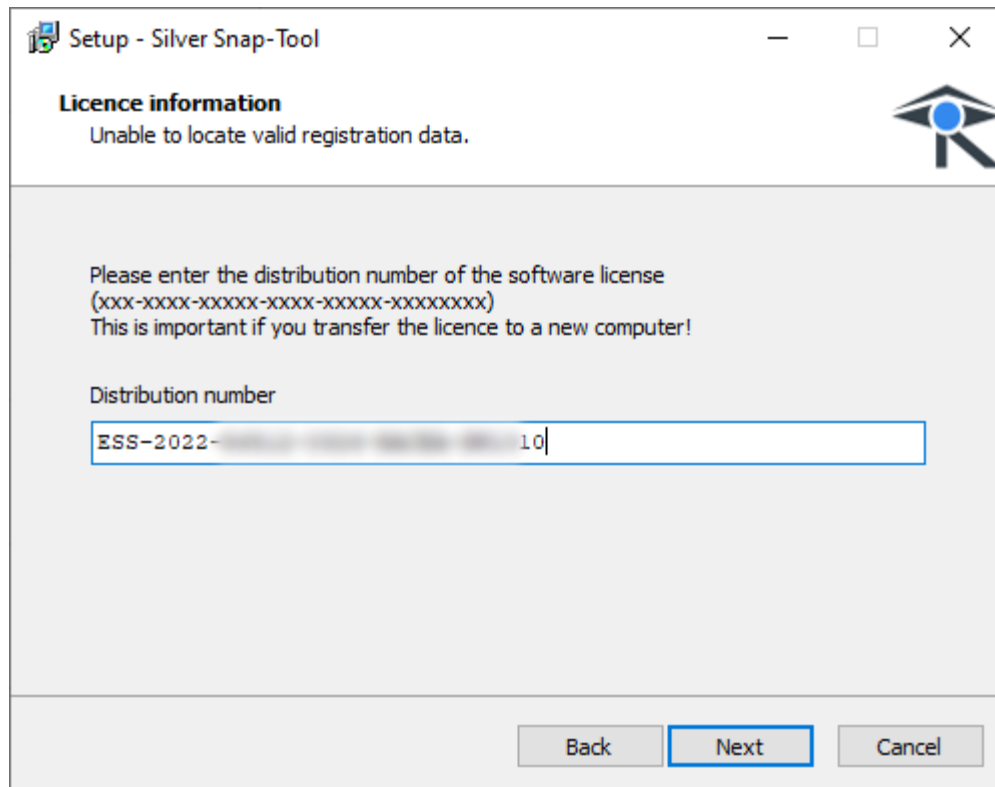 Setup - Silver Snap-Tool
Licence information
Unable to locate valid registration data.
Please enter the distribution number of the software license
(xxx-xxxx-xxxxx-xxxx-xxxxx-xxxxxxxx)
This is important if you transfer the licence to a new computer!
Distribution number
ESS-2022- 10
Back Next Cancel